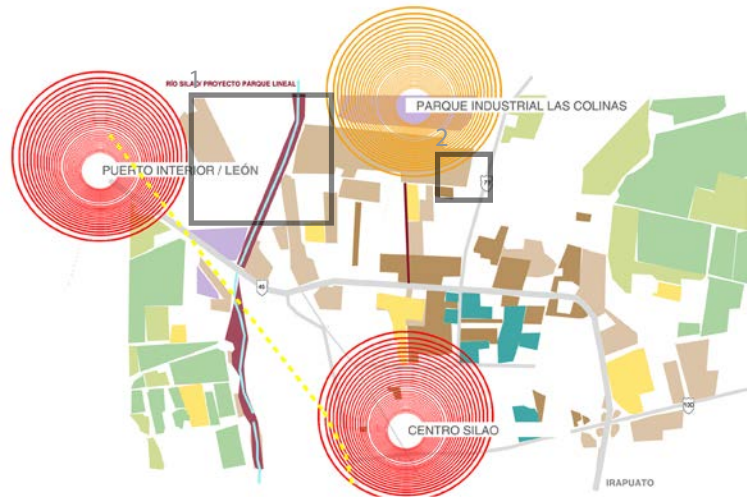 1
RÍO SILAO/ PROYECTO PARQUE LINEAL
PARQUE INDUSTRIAL LAS COLINAS
2
PUERTO INTERIOR / LEÓN
45
CENTRO SILAO
IRAPUATO